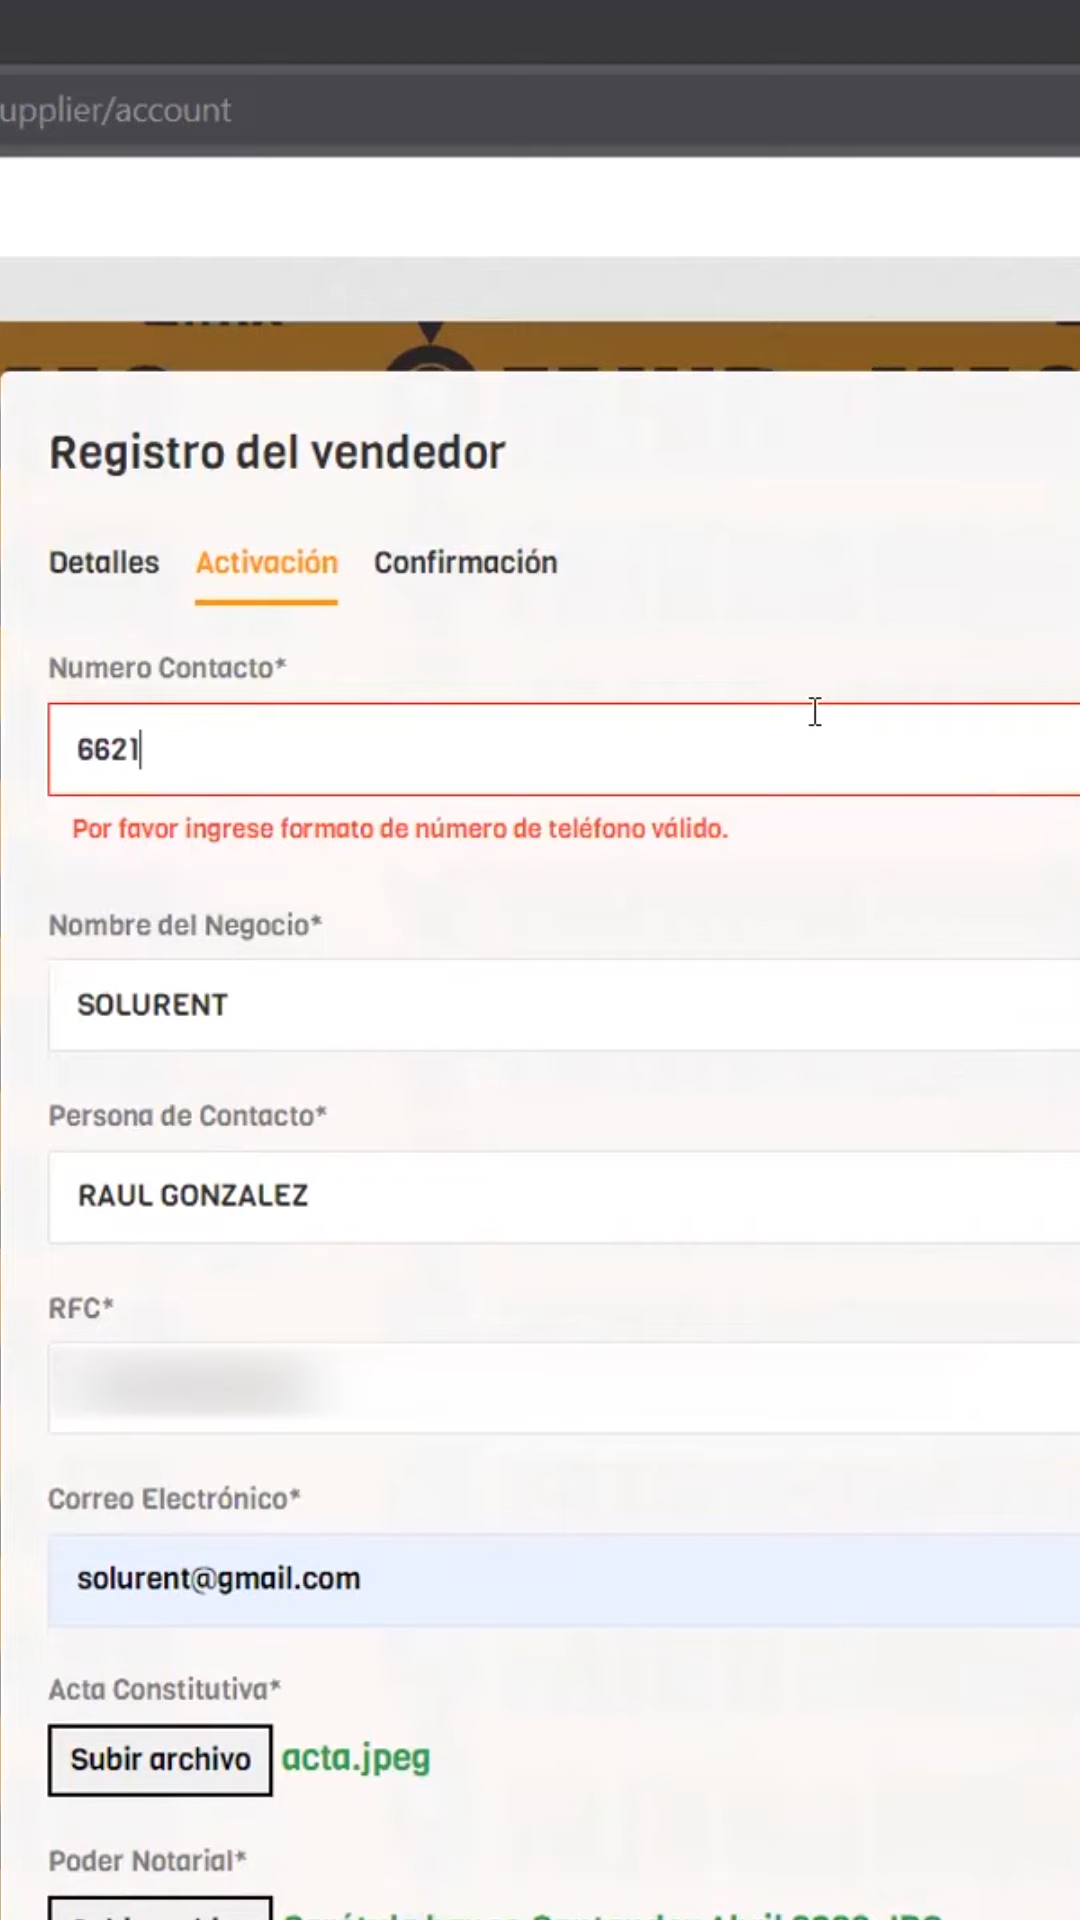 upplier/account
Registro del vendedor
Detalles Activación Confirmación
Numero Contacto*
6621
Por favor ingrese formato de número de teléfono válido.
Nombre del Negocio*
SOLURENT
Persona de Contacto*
RAUL GONZALEZ
RFC*
Correo Electrónico*
solurent@gmail.com
Acta Constitutiva*
Subir archivo acta.jpeg
Poder Notarial*